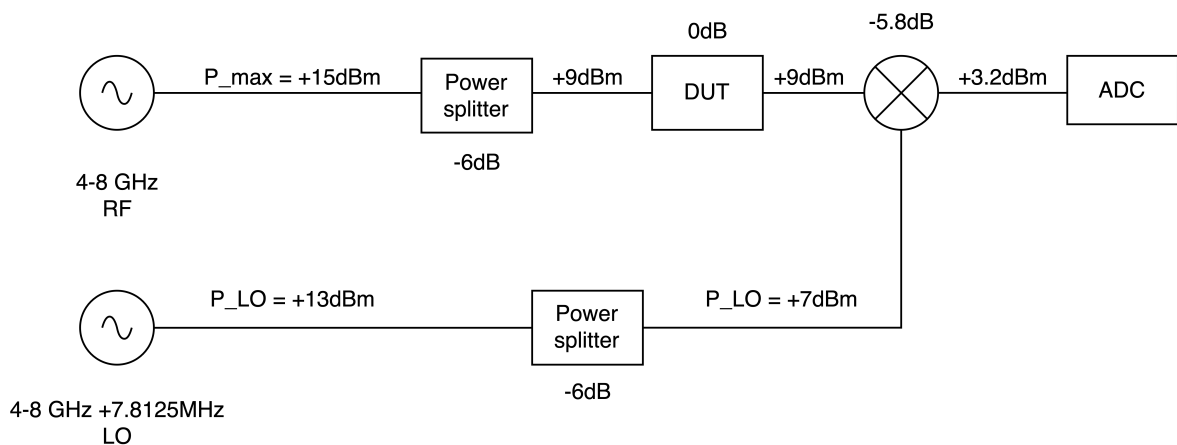 0dB
-5.8dB
P_max = +15dBm
Power
splitter
+9dBm
DUT
+9dBm
+3.2dBm
ADC
-6dB
4-8 GHz
RF
P_LO = +13dBm
Power
splitter
P_LO = +7dBm
-6dB
4-8 GHz +7.8125MHz
LO